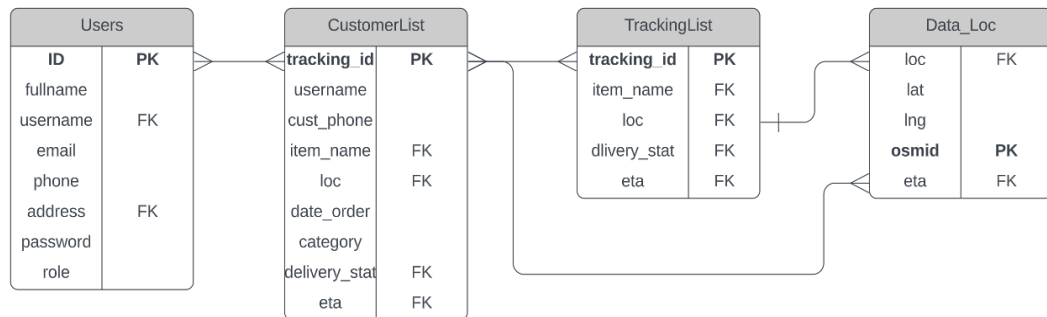 Users
ID PK
fullname
username FK
email
phone
address FK
password
role
CustomerList
tracking_id PK
username
cust_phone
item_name FK
loc FK
date_order
category
delivery_stat FK
eta FK
TrackingList
tracking_id PK
item_name FK
loc FK
dlivery_stat FK
eta FK
Data_Loc
loc FK
lat
lng
osmid PK
eta FK